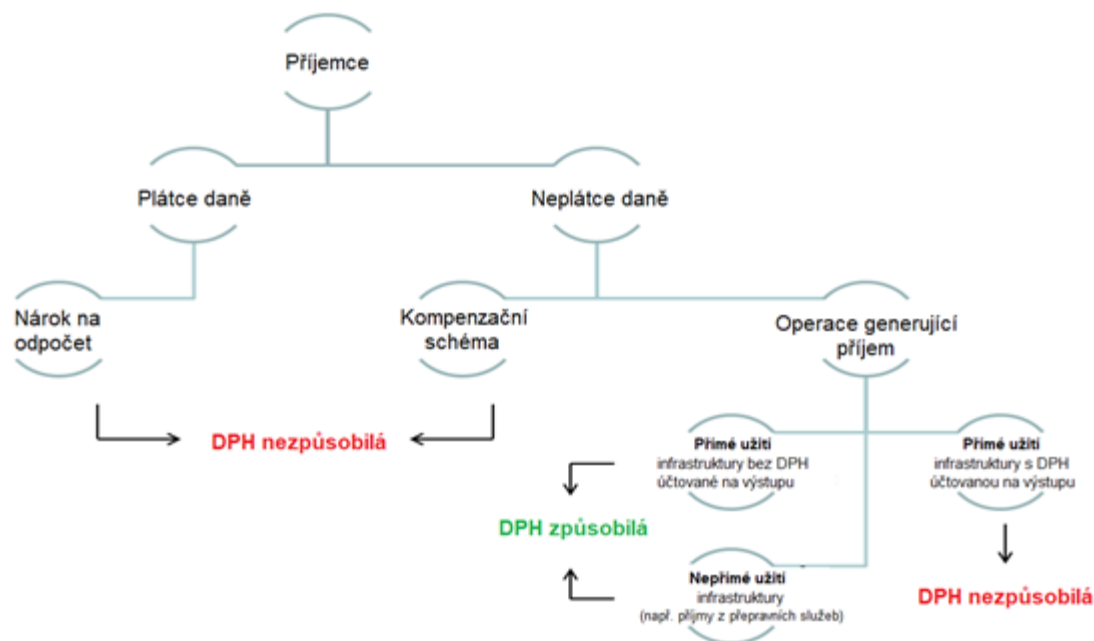 Příjemce
Plátce daně
Neplátce daně
Nárok na
odpočet
Kompenzační
schéma
Operace generující
příjem
DPH nezpůsobilá
Přímé užití
infrastruktury bez DPH
účtované na výstupu
Přímé užití
infrastruktury s DPH
účtovanou na výstupu
DPH způsobilá
Nepřímé užití
infrastruktury
(např. příjmy z přepravních služeb)
DPH nezpůsobilá